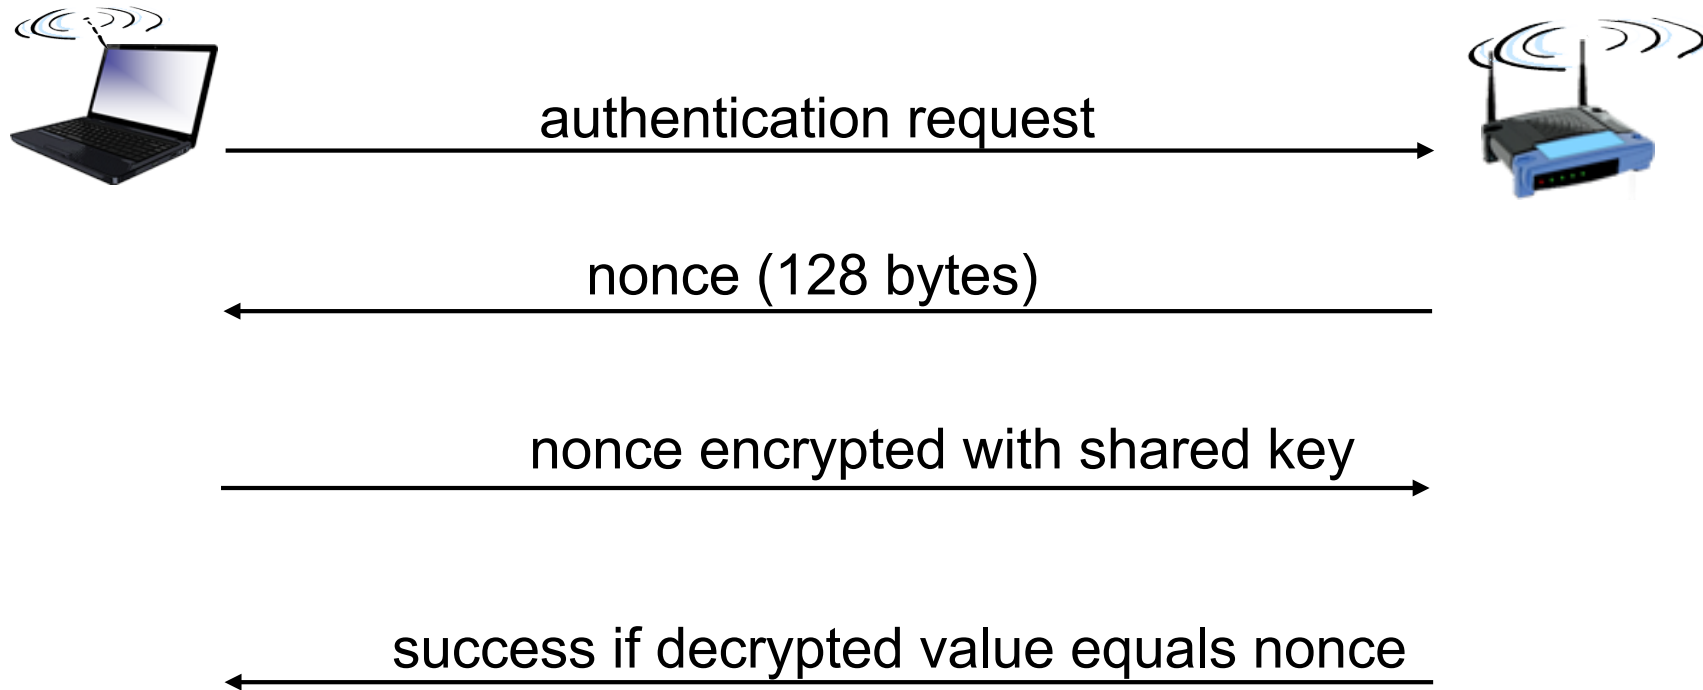 authentication request
nonce (128 bytes)
nonce encrypted with shared key
success if decrypted value equals nonce